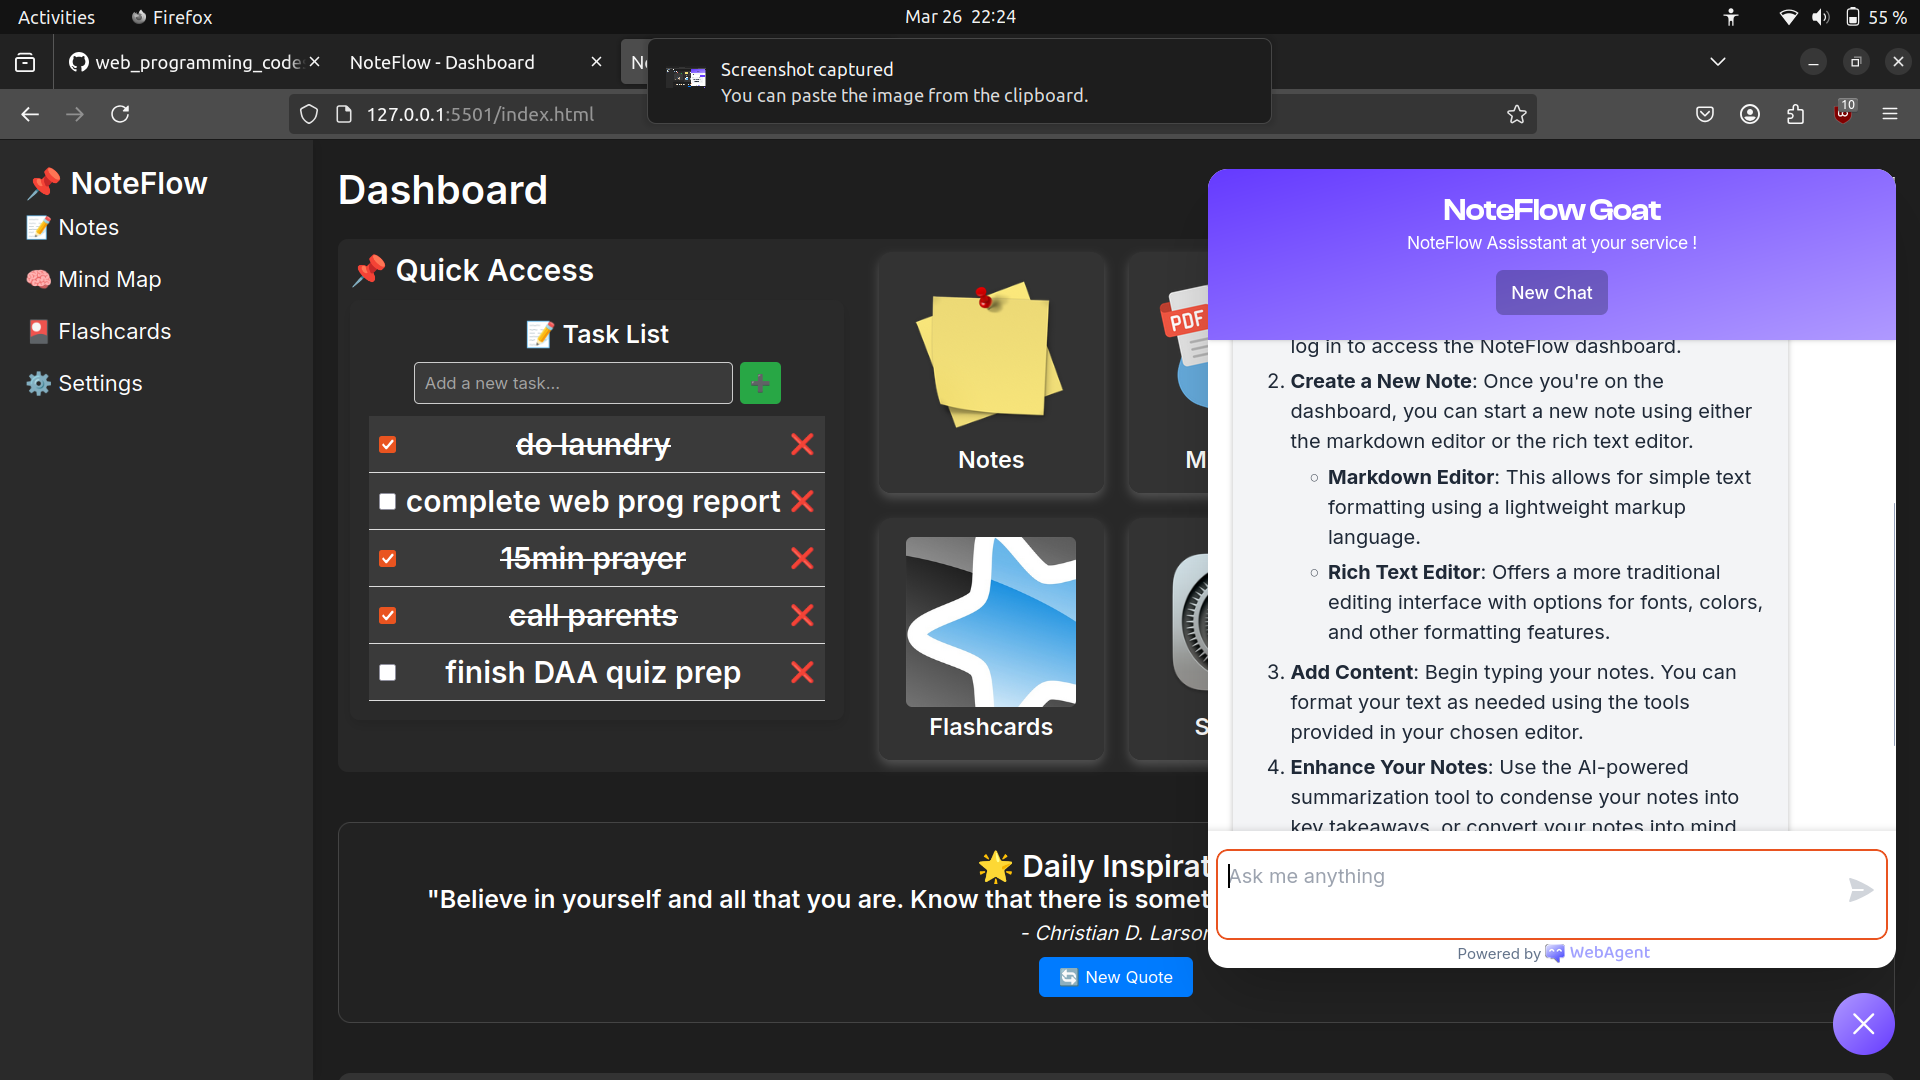 Activities
Firefox
Mar 26 22:24
55 %
web_programming_code
NoteFlow - Dashboard
Screenshot captured
You can paste the image from the clipboard.
127.0.0.1:5501/index.html
10
📌 NoteFlow
📝 Notes
🧠 Mind Map
🎴 Flashcards
⚙️ Settings
Dashboard
📌 Quick Access
📝 Task List
Add a new task...
do laundry
complete web prog report
15min prayer
call parents
finish DAA quiz prep
Notes
PDF
M
Flashcards
S
🌟 Daily Inspirat
"Believe in yourself and all that you are. Know that there is somet
- Christian D. Larson
🔄 New Quote
NoteFlow Goat
NoteFlow Assisstant at your service !
New Chat
log in to access the NoteFlow dashboard.
2. Create a New Note: Once you're on the
dashboard, you can start a new note using either
the markdown editor or the rich text editor.
Markdown Editor: This allows for simple text
formatting using a lightweight markup
language.
Rich Text Editor: Offers a more traditional
editing interface with options for fonts, colors,
and other formatting features.
3. Add Content: Begin typing your notes. You can
format your text as needed using the tools
provided in your chosen editor.
4. Enhance Your Notes: Use the AI-powered
summarization tool to condense your notes into
key takeaways, or convert your notes into mind
Ask me anything
Powered by WebAgent